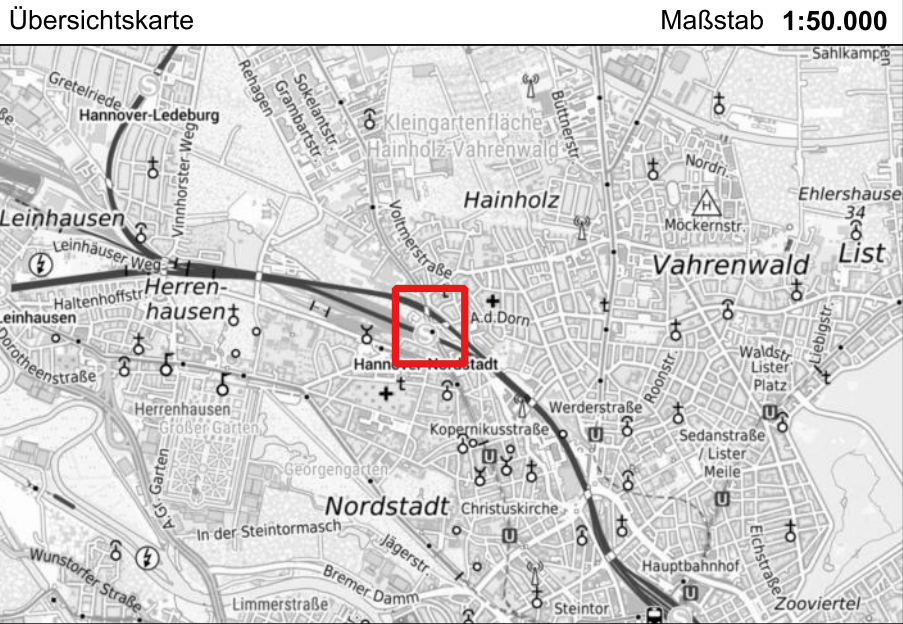 Übersichtskarte
Maßstab 1:50.000
Sahlkampen
Gretelriede
Rehagen
Grambartstr.
Sokelantstr.
Büttnerstr.
Hannover-Ledeburg
Kleingartenfläche
Hainholz-Vahrenwald
Vinnhorster Weg
Nordri.
Hainholz
H
Ehlershause
34
Möckernstr.
Leinhausen
Voltmerstraße
List
Leinhäuser Weg
Vahrenwald
Herren-
hausen
Haltenhoffstr.
Leinhausen
A.d.Dorn
Liebigstr.
Dorotheenstraße
Hannover-Nordstadt
Waldstr.
Lister
Platz
Roonstr.
Herrenhausen
Großer Garten
Werderstraße
Kopernikusstraße
Sedanstraße
/ Lister
Meile
U
U
U
U
U
U
Georgengarten
A.Gr. Garten
Nordstadt
Christuskirche
In der Steintormasch
Jägerstr.
Eichstraße
Wunstorfer Straße
Hauptbahnhof
Bremer Damm
Limmerstraße
Steintor
Zooviertel